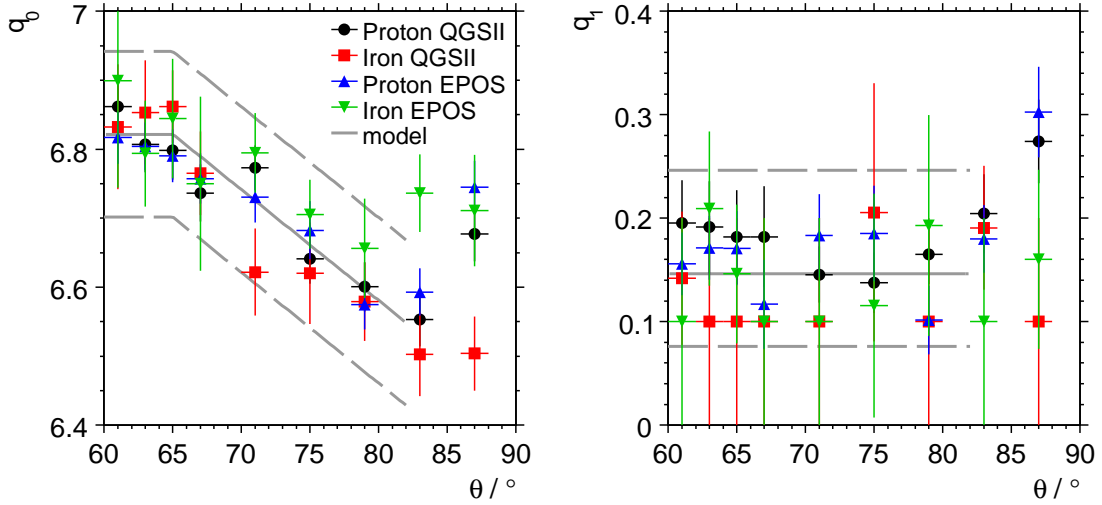 q₀
7
6.8
6.6
6.4
60 65 70 75 80 85 90
θ / °
Proton QGSII
Iron QGSII
Proton EPOS
Iron EPOS
model
q₁
0.4
0.3
0.2
0.1
0
60 65 70 75 80 85 90
θ / °